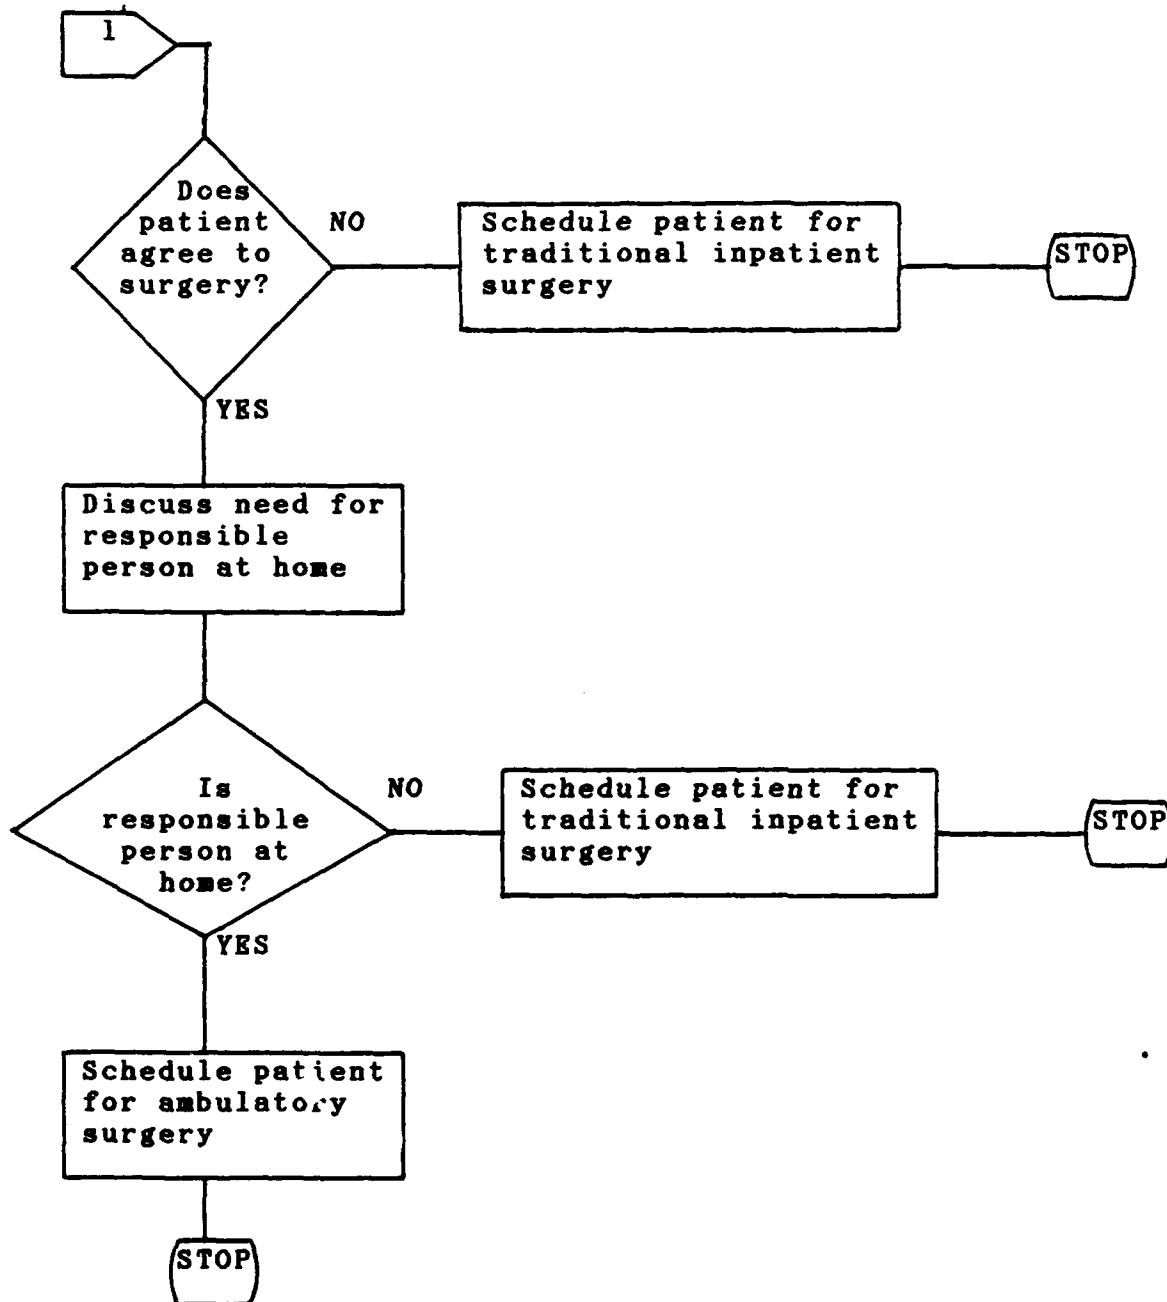 1
Does
patient
agree to
surgery?
NO
Schedule patient for
traditional inpatient
surgery
STOP
YES
Discuss need for
responsible
person at home
Is
responsible
person at
home?
NO
Schedule patient for
traditional inpatient
surgery
STOP
YES
Schedule patient
for ambulatory
surgery
STOP